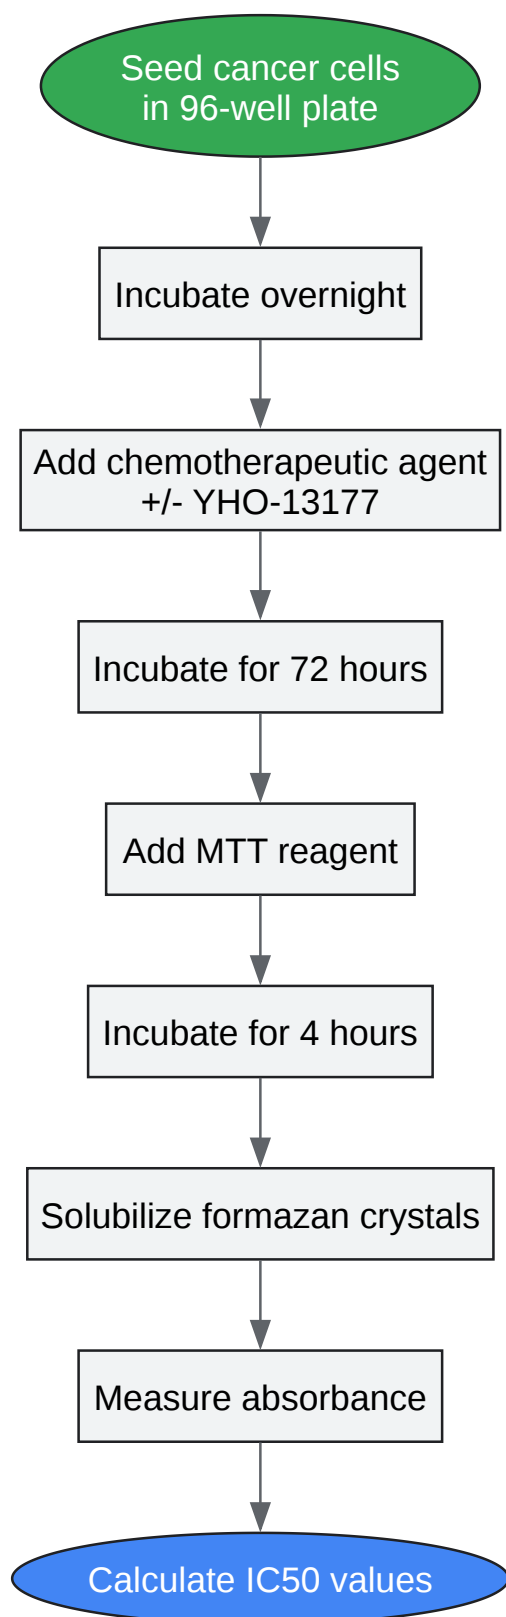 Seed cancer cells
in 96-well plate
Incubate overnight
Add chemotherapeutic agent
+/- YHO-13177
Incubate for 72 hours
Add MTT reagent
Incubate for 4 hours
Solubilize formazan crystals
Measure absorbance
Calculate IC50 values